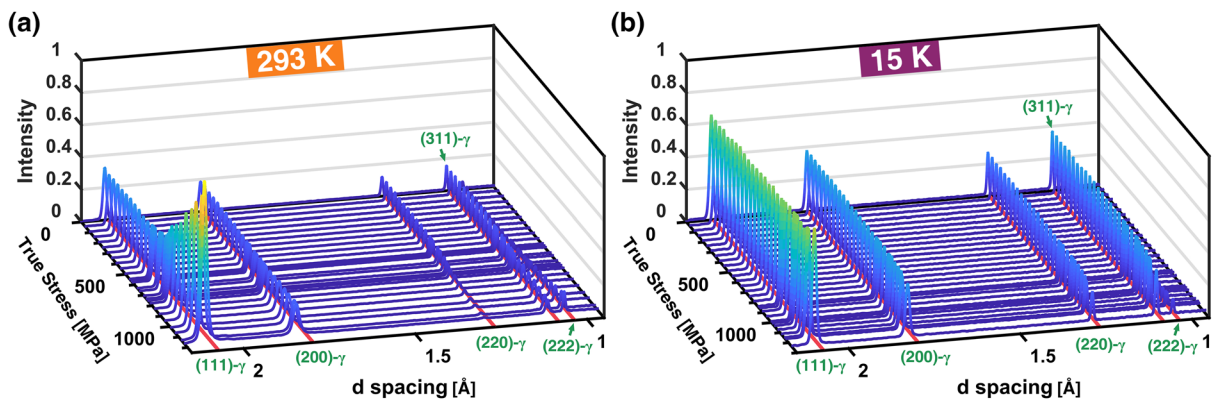 (a)
293 K
1
0.8
0.6
0.4
0.2
0
Intensity
(311)-γ
0
500
1000
True Stress [MPa]
(111)-γ
2
(200)-γ
1.5
(220)-γ
(222)-γ
1
d spacing [Å]
(b)
15 K
1
0.8
0.6
0.4
0.2
0
Intensity
(311)-γ
0
500
1000
True Stress [MPa]
(111)-γ
2
(200)-γ
1.5
(220)-γ
(222)-γ
1
d spacing [Å]